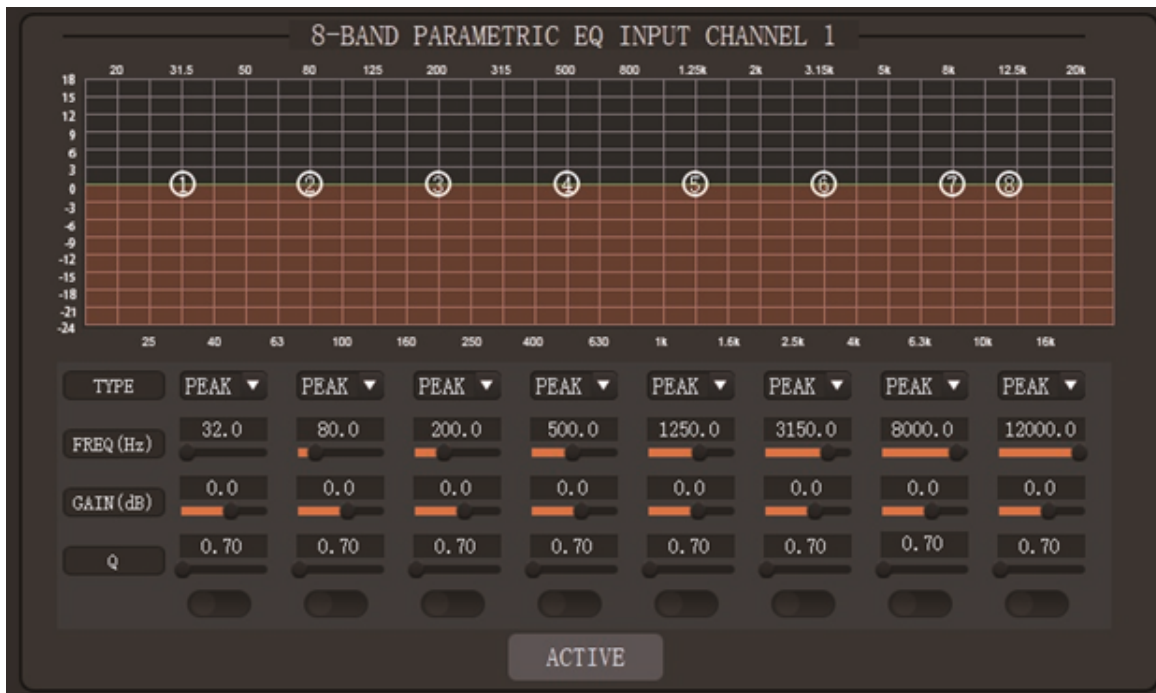 8-BAND PARAMETRIC EQ INPUT CHANNEL 1
20 31.5 50 80 125 200 315 500 800 1.25k 2k 3.15k 5k 8k 12.5k 20k
18
15
12
9
6
3
0
-3
-6
-9
-12
-15
-18
-21
-24
① ② ③ ④ ⑤ ⑥ ⑦ ⑧
25 40 63 100 160 250 400 630 1k 1.6k 2.5k 4k 6.3k 10k 16k
TYPE PEAK PEAK PEAK PEAK PEAK PEAK PEAK PEAK
FREQ(Hz) 32.0 80.0 200.0 500.0 1250.0 3150.0 8000.0 12000.0
GAIN(dB) 0.0 0.0 0.0 0.0 0.0 0.0 0.0 0.0
Q 0.70 0.70 0.70 0.70 0.70 0.70 0.70 0.70
ACTIVE